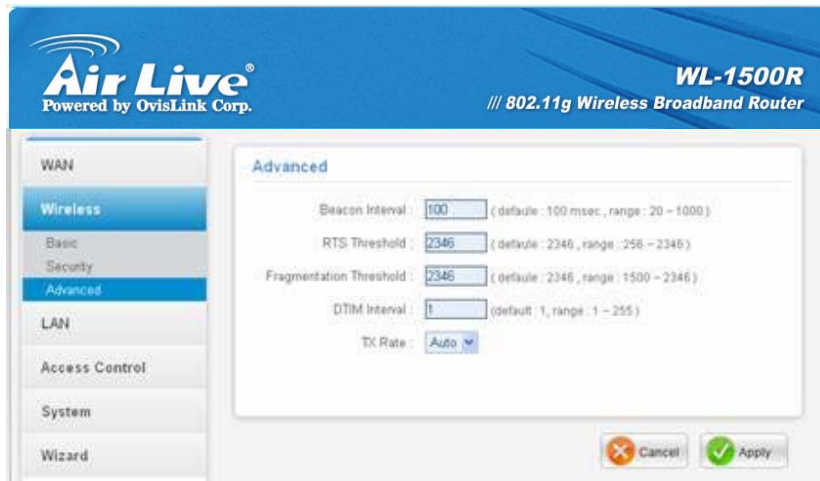 Air Live®
Powered by OvisLink Corp.
WL-1500R
/// 802.11g Wireless Broadband Router
WAN
Wireless
Basic
Security
Advanced
LAN
Access Control
System
Wizard
Advanced
Beacon Interval : 100 ( defaule : 100 msec , range : 20 ~ 1000 )
RTS Threshold : 2346 ( defaule : 2346 , range : 256 ~ 2346 )
Fragmentation Threshold : 2346 ( defaule : 2346 , range : 1500 ~ 2346 )
DTIM Interval : 1 (default : 1, range : 1 ~ 255 )
TX Rate : Auto
Cancel
Apply